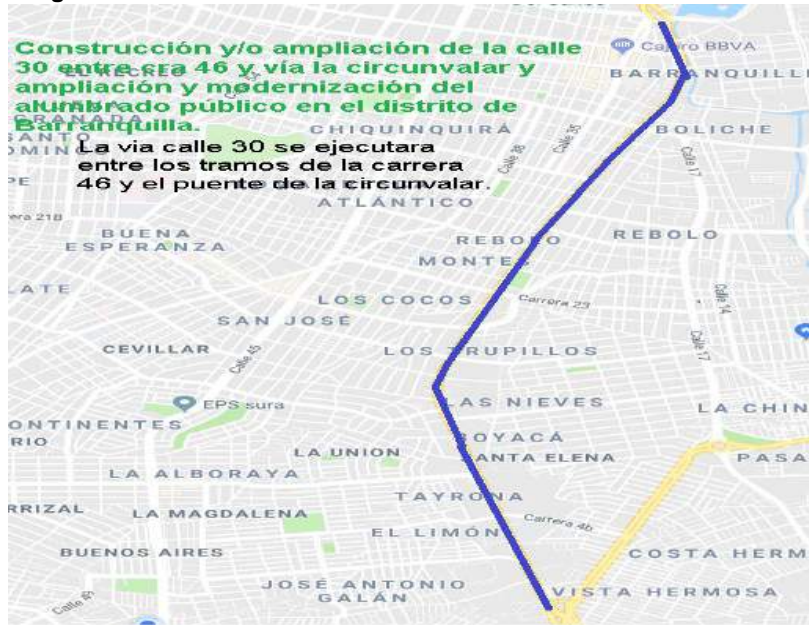 Construcción y/o ampliación de la calle
30 entre cra 46 y vía la circunvalar y
ampliación y modernización del
alumbrado público en el distrito de
Barranquilla.
La via calle 30 se ejecutara
entre los tramos de la carrera
46 y el puente de la circunvalar.
Cajero BBVA
BARRANQUILL
CHIQUINQUIRÁ
Calle 35
BOLICHE
Calle 38
Calle 17
ATLÁNTICO
BUENA
ESPERANZA
REBOLO
REBOLO
MONTES
LOS COCOS
Carrera 23
Calle 14
SAN JOSÉ
Calle 17
CEVILLAR
Calle 45
LOS TRUPILLOS
EPS sura
LAS NIEVES
LA CHIN
ONTINENTES
RIO
BOYACÁ
LA UNION
SANTA ELENA
PASA
LA ALBORAYA
TAYRONA
RRIZAL
LA MAGDALENA
Carrera 4b
EL LIMÓN
BUENOS AIRES
COSTA HERM
JOSÉ ANTONIO
GALÁN
VISTA HERMOSA